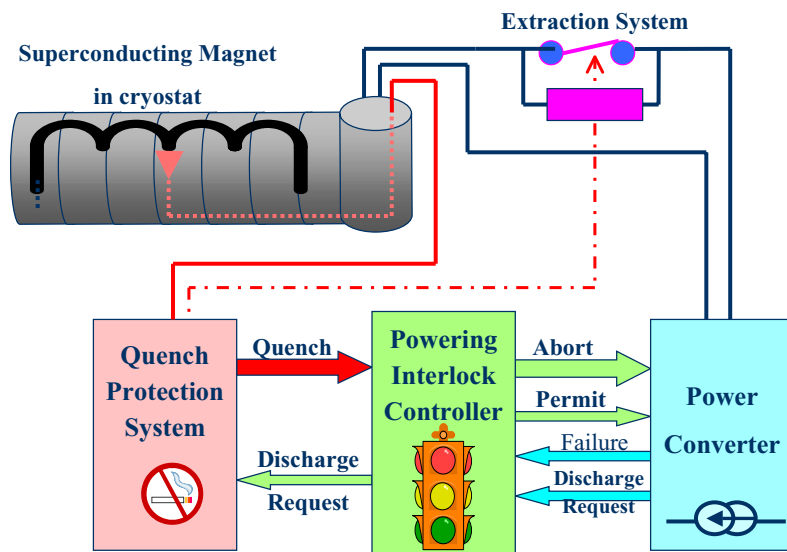 Superconducting Magnet
in cryostat
Extraction System
Quench
Protection
System
Quench
Discharge
Request
Powering
Interlock
Controller
Abort
Permit
Failure
Discharge
Request
Power
Converter